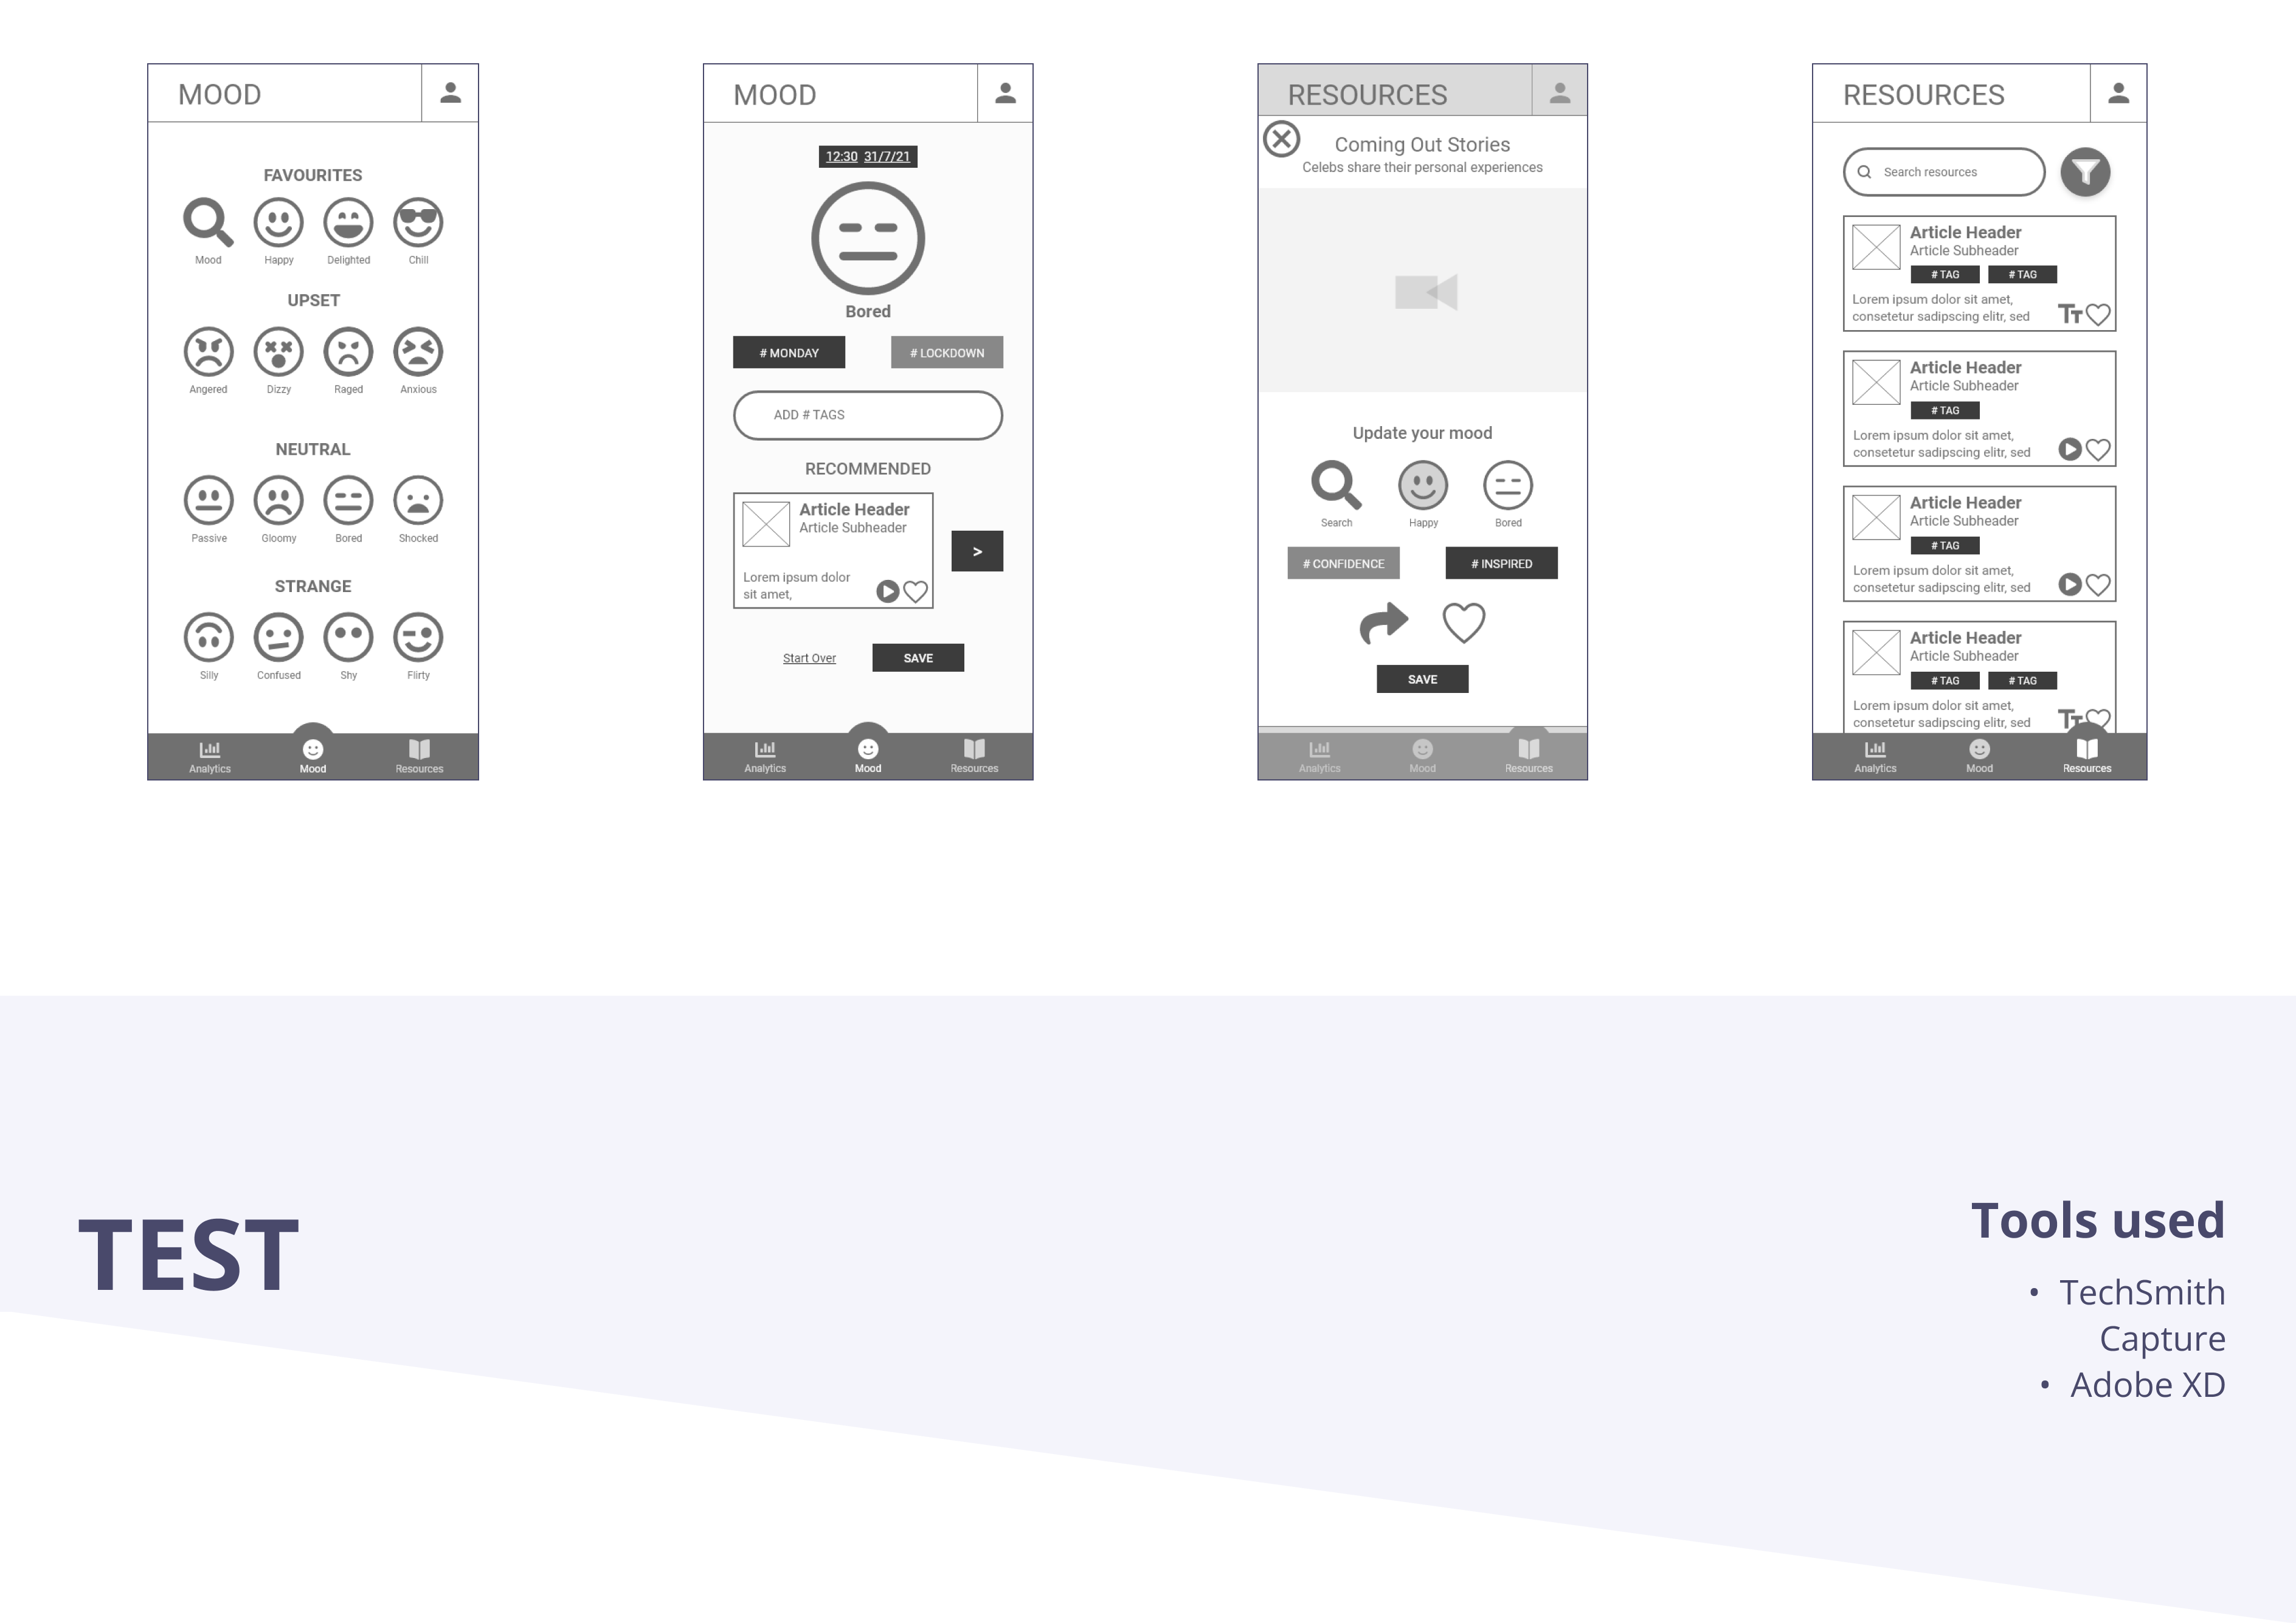 MOOD
FAVOURITES
Mood Happy Delighted Chill
UPSET
Angered Dizzy Raged Anxious
NEUTRAL
Passive Gloomy Bored Shocked
STRANGE
Silly Confused Shy Flirty
Analytics Mood Resources
MOOD
12:30 31/7/21
Bored
# MONDAY # LOCKDOWN
ADD # TAGS
RECOMMENDED
Article Header
Article Subheader
>
Lorem ipsum dolor
sit amet,
Start Over SAVE
Analytics Mood Resources
RESOURCES
Coming Out Stories
Celebs share their personal experiences
Update your mood
Search Happy Bored
# CONFIDENCE # INSPIRED
SAVE
Analytics Mood Resources
RESOURCES
Search resources
Article Header
Article Subheader
# TAG # TAG
Lorem ipsum dolor sit amet,
consetetur sadipscing elitr, sed
Tt
Article Header
Article Subheader
# TAG
Lorem ipsum dolor sit amet,
consetetur sadipscing elitr, sed
Article Header
Article Subheader
# TAG
Lorem ipsum dolor sit amet,
consetetur sadipscing elitr, sed
Article Header
Article Subheader
# TAG # TAG
Lorem ipsum dolor sit amet,
consetetur sadipscing elitr, sed
Tt
Analytics Mood Resources
TEST
Tools used
• TechSmith
Capture
• Adobe XD